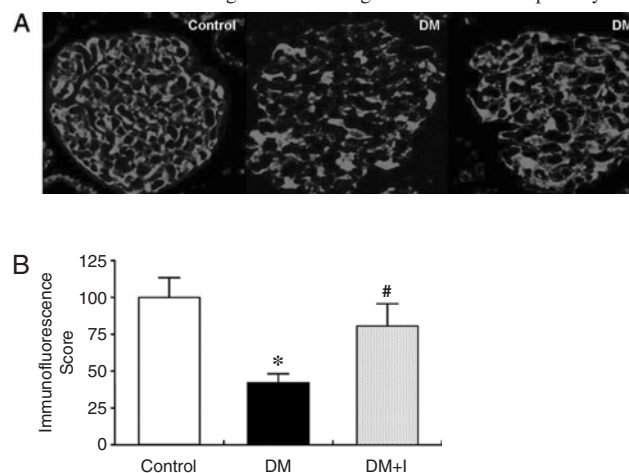 A Control DM DM
B
Immunofluorescence
Score
125
100
75
50
25
0
*
#
Control DM DM+I